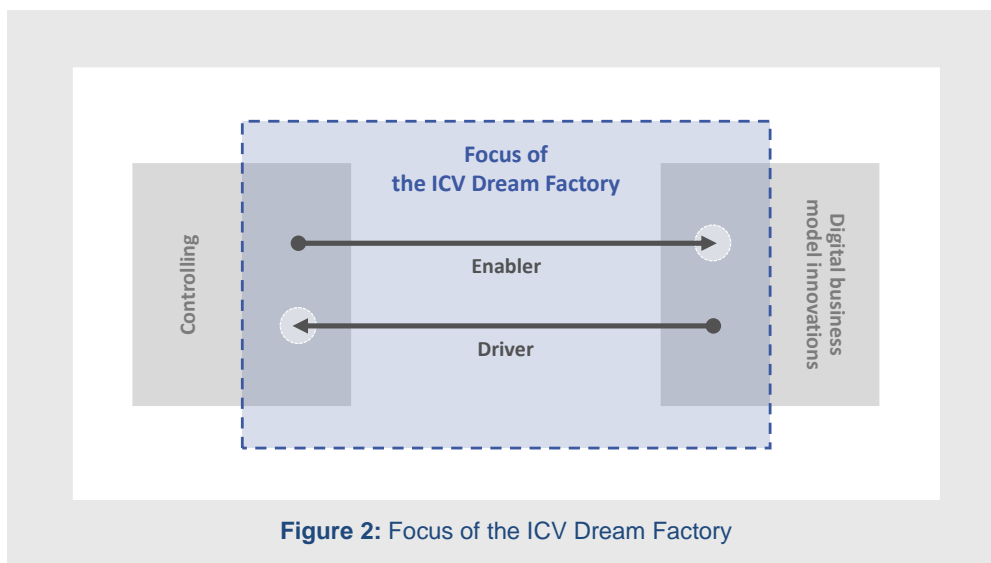 Focus of
the ICV Dream Factory
Controlling
Enabler
Driver
Digital business
model innovations
Figure 2: Focus of the ICV Dream Factory